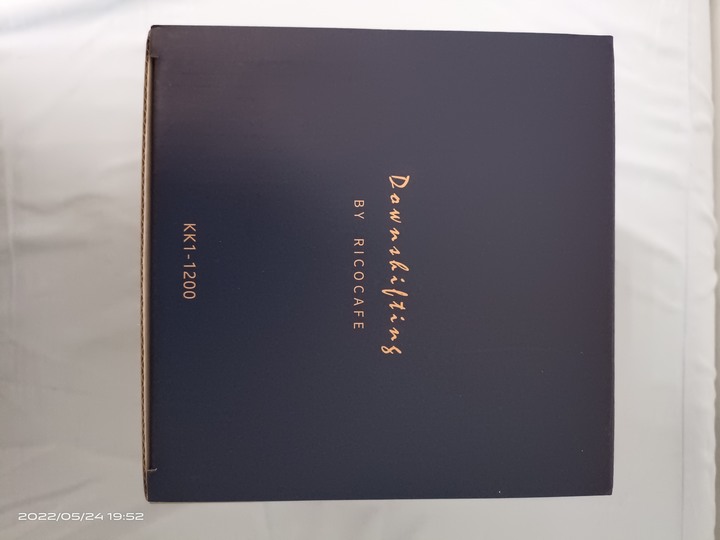 Downshifting
BY RICOCAFE
KK1-1200
2022/05/24 19:52